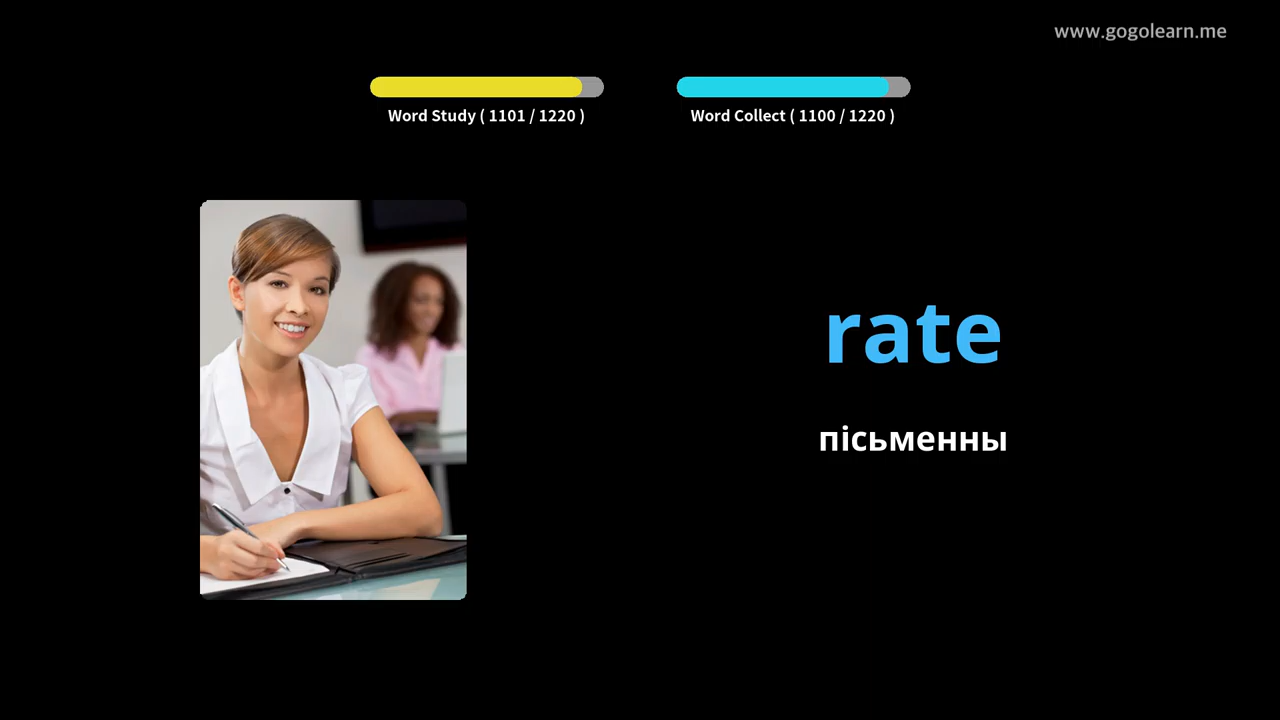 www.gogolearn.me
Word Study ( 1101 / 1220 )
Word Collect ( 1100 / 1220 )
rate
пісьменны